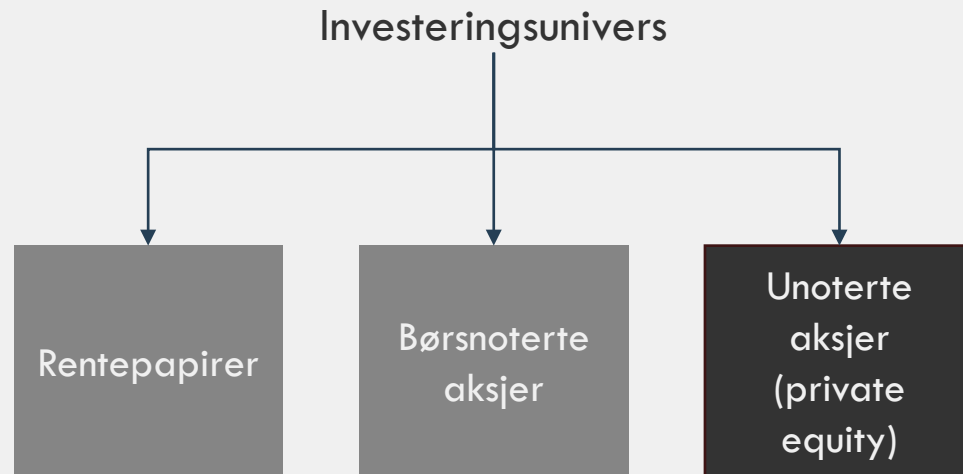 Investeringsunivers
Rentepapirer
Børsnoterte
aksjer
Unoterte
aksjer
(private
equity)